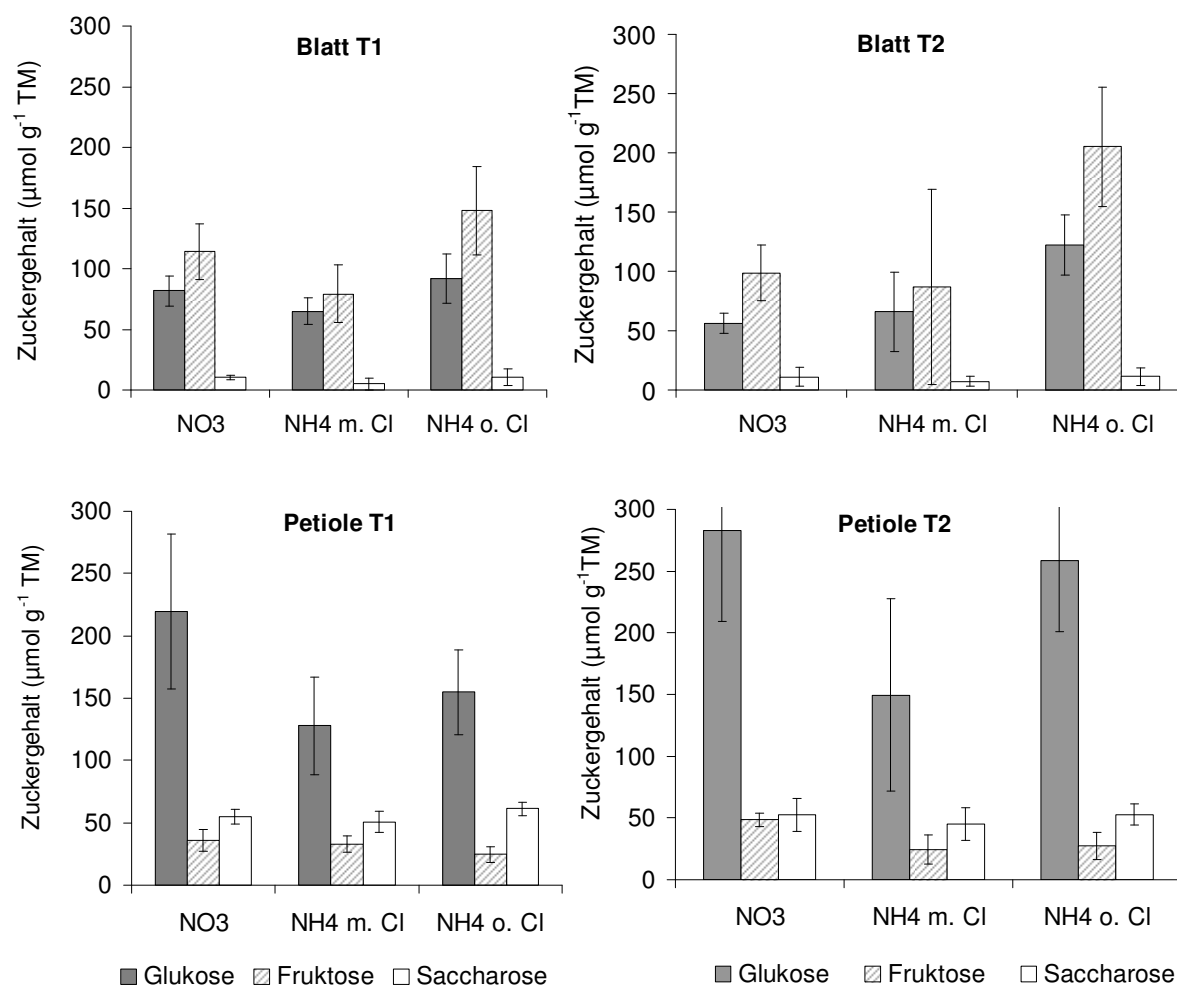 Blatt T1
Zuckergehalt (µmol g-1 TM)
300
250
200
150
100
50
0
NO3 NH4 m. Cl NH4 o. Cl
Blatt T2
Zuckergehalt (µmol g-1TM)
300
250
200
150
100
50
0
NO3 NH4 m. Cl NH4 o. Cl
Petiole T1
Zuckergehalt (µmol g-1 TM)
300
250
200
150
100
50
0
NO3 NH4 m. Cl NH4 o. Cl
Glukose Fruktose Saccharose
Petiole T2
Zuckergehalt (µmol g-1TM)
300
250
200
150
100
50
0
NO3 NH4 m. Cl NH4 o. Cl
Glukose Fruktose Saccharose